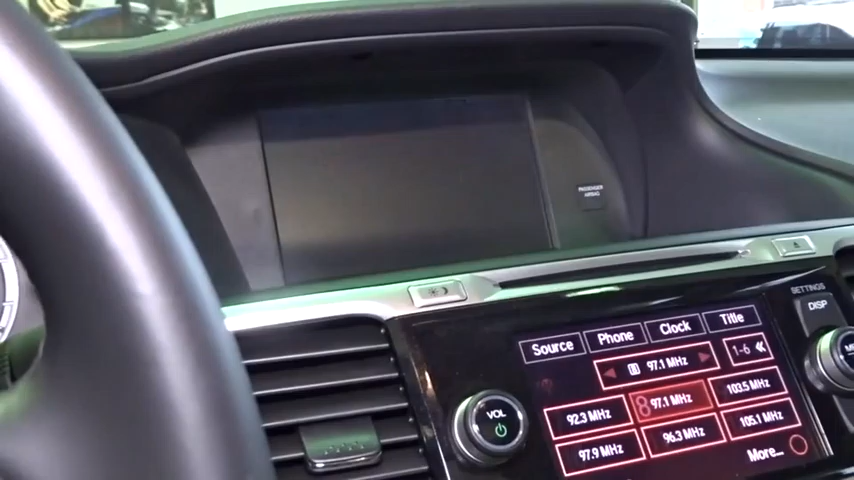 PASSENGER
AIRBAG
SETTINGS
DISP
Source Phone Clock Title
97.1 MHz 1-6
92.3 MHz 97.1 MHz 103.5 MHz
97.9 MHz 96.3 MHz 105.1 MHz
More...
VOL